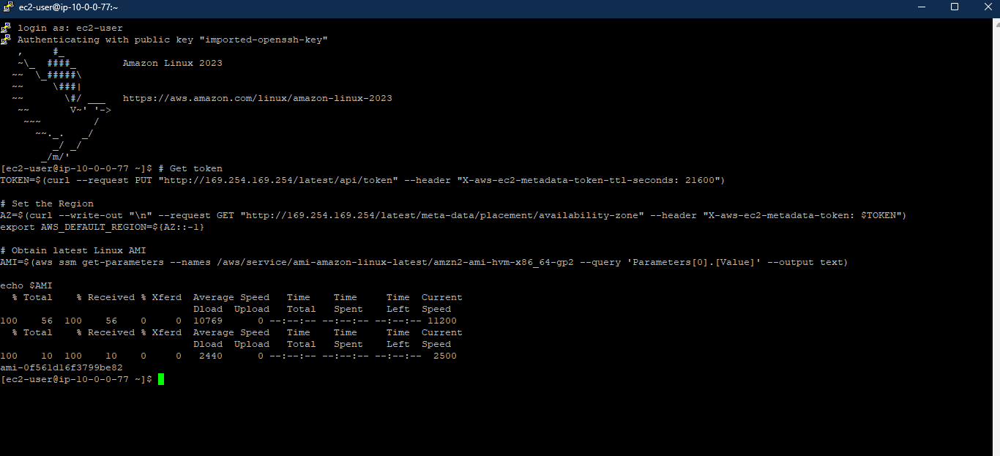 ec2-user@ip-10-0-0-77:~
login as: ec2-user
Authenticating with public key "imported-openssh-key"
   ,     #_
   ~\_  ####_        Amazon Linux 2023
  ~~  \_#####\
  ~~     \###|
  ~~       \#/ ___   https://aws.amazon.com/linux/amazon-linux-2023
   ~~       V~' '->
    ~~~         /
      ~~._.   _/
         _/ _/
       _/m/'
[ec2-user@ip-10-0-0-77 ~]$ # Get token
TOKEN=$(curl --request PUT "http://169.254.169.254/latest/api/token" --header "X-aws-ec2-metadata-token-ttl-seconds: 21600")
# Set the Region
AZ=$(curl --write-out "\n" --request GET "http://169.254.169.254/latest/meta-data/placement/availability-zone" --header "X-aws-ec2-metadata-token: $TOKEN")
export AWS_DEFAULT_REGION=${AZ::-1}
# Obtain latest Linux AMI
AMI=$(aws ssm get-parameters --names /aws/service/ami-amazon-linux-latest/amzn2-ami-hvm-x86_64-gp2 --query 'Parameters[0].[Value]' --output text)
echo $AMI
  % Total    % Received % Xferd  Average Speed   Time    Time     Time  Current
                                 Dload  Upload   Total   Spent    Left  Speed
100    56  100    56    0     0  10769      0 --:--:-- --:--:-- --:--:-- 11200
  % Total    % Received % Xferd  Average Speed   Time    Time     Time  Current
                                 Dload  Upload   Total   Spent    Left  Speed
100    10  100    10    0     0   2440      0 --:--:-- --:--:-- --:--:--  2500
ami-0f561d16f3799be82
[ec2-user@ip-10-0-0-77 ~]$